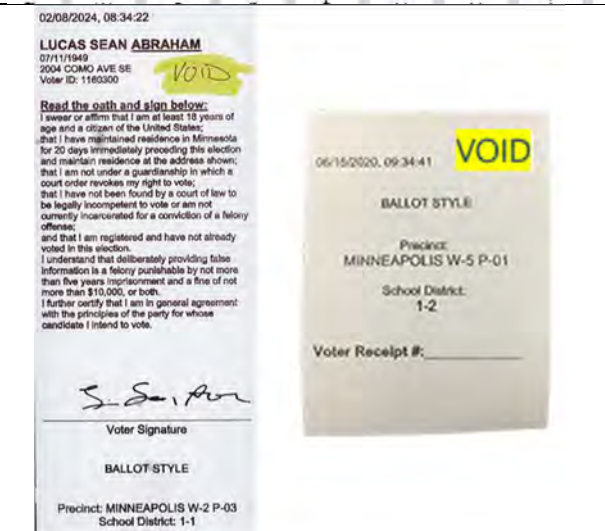 02/08/2024, 08:34:22
LUCAS SEAN ABRAHAM
07/11/1949
2004 COMO AVE SE
Voter ID: 1160300
VOID
Read the oath and sign below:
I swear or affirm that I am at least 18 years of
age and a citizen of the United States;
that I have maintained residence in Minnesota
for 20 days immediately preceding this election
and maintain residence at the address shown;
that I am not under a guardianship in which a
court order revokes my right to vote;
that I have not been found by a court of law to
be legally incompetent to vote or am not
currently incarcerated for a conviction of a felony
offense;
and that I am registered and have not already
voted in this election.
I understand that deliberately providing false
information is a felony punishable by not more
than five years imprisonment and a fine of not
more than $10,000, or both.
I further certify that I am in general agreement
with the principles of the party for whose
candidate I intend to vote.
Voter Signature
BALLOT STYLE
Precinct: MINNEAPOLIS W-2 P-03
School District: 1-1
06/15/2020, 09:34:41
VOID
BALLOT STYLE
Precinct:
MINNEAPOLIS W-5 P-01
School District:
1-2
Voter Receipt #: